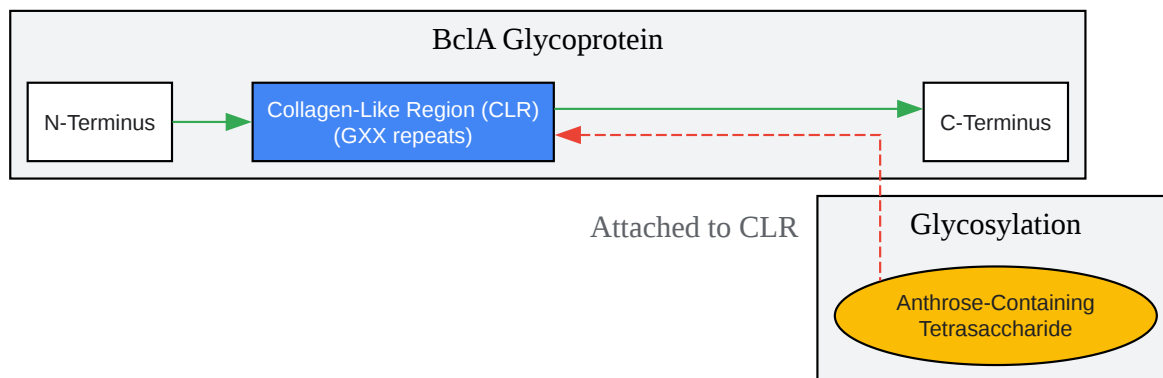 BclA Glycoprotein
N-Terminus
Collagen-Like Region (CLR)
(GXX repeats)
C-Terminus
Attached to CLR
Glycosylation
Anthrose-Containing
Tetrasaccharide